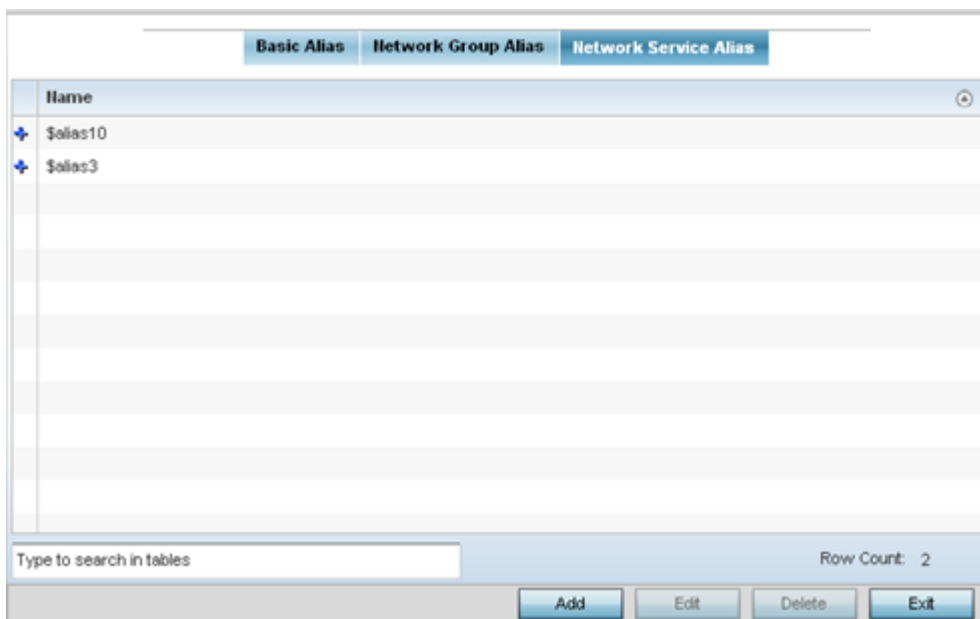 Basic Alias Network Group Alias Network Service Alias
Name
$alias10
$alias3
Type to search in tables Row Count: 2
Add Edit Delete Exit